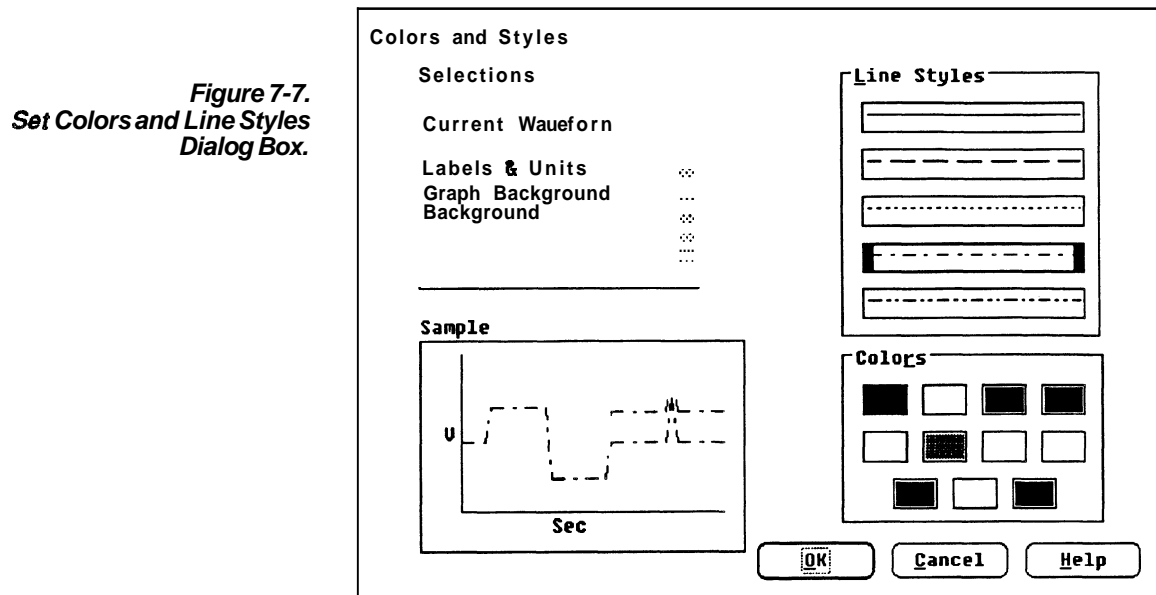 Figure 7-7.
Set Colors and Line Styles
Dialog Box.
Colors and Styles
Selections
Current Waueforn
Labels & Units
Graph Background
Background
Line Styles
Sample
V
Sec
Colors
OK
Cancel
Help